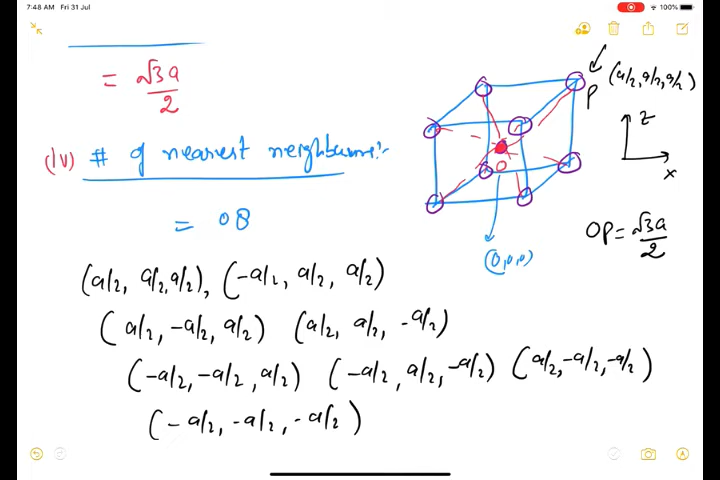 7:48 AM Fri 31 Jul
100%
= √3a/2
(iv) # of nearest neighbours:
= 08
(a/2, a/2, a/2), (-a/2, a/2, a/2)
(a/2, -a/2, a/2) (a/2, a/2, -a/2)
(-a/2, -a/2, a/2) (-a/2, a/2, -a/2) (a/2, -a/2, -a/2)
(-a/2, -a/2, -a/2)
P
(a/2, a/2, a/2)
z
x
O
(0,0,0)
OP = √3a/2